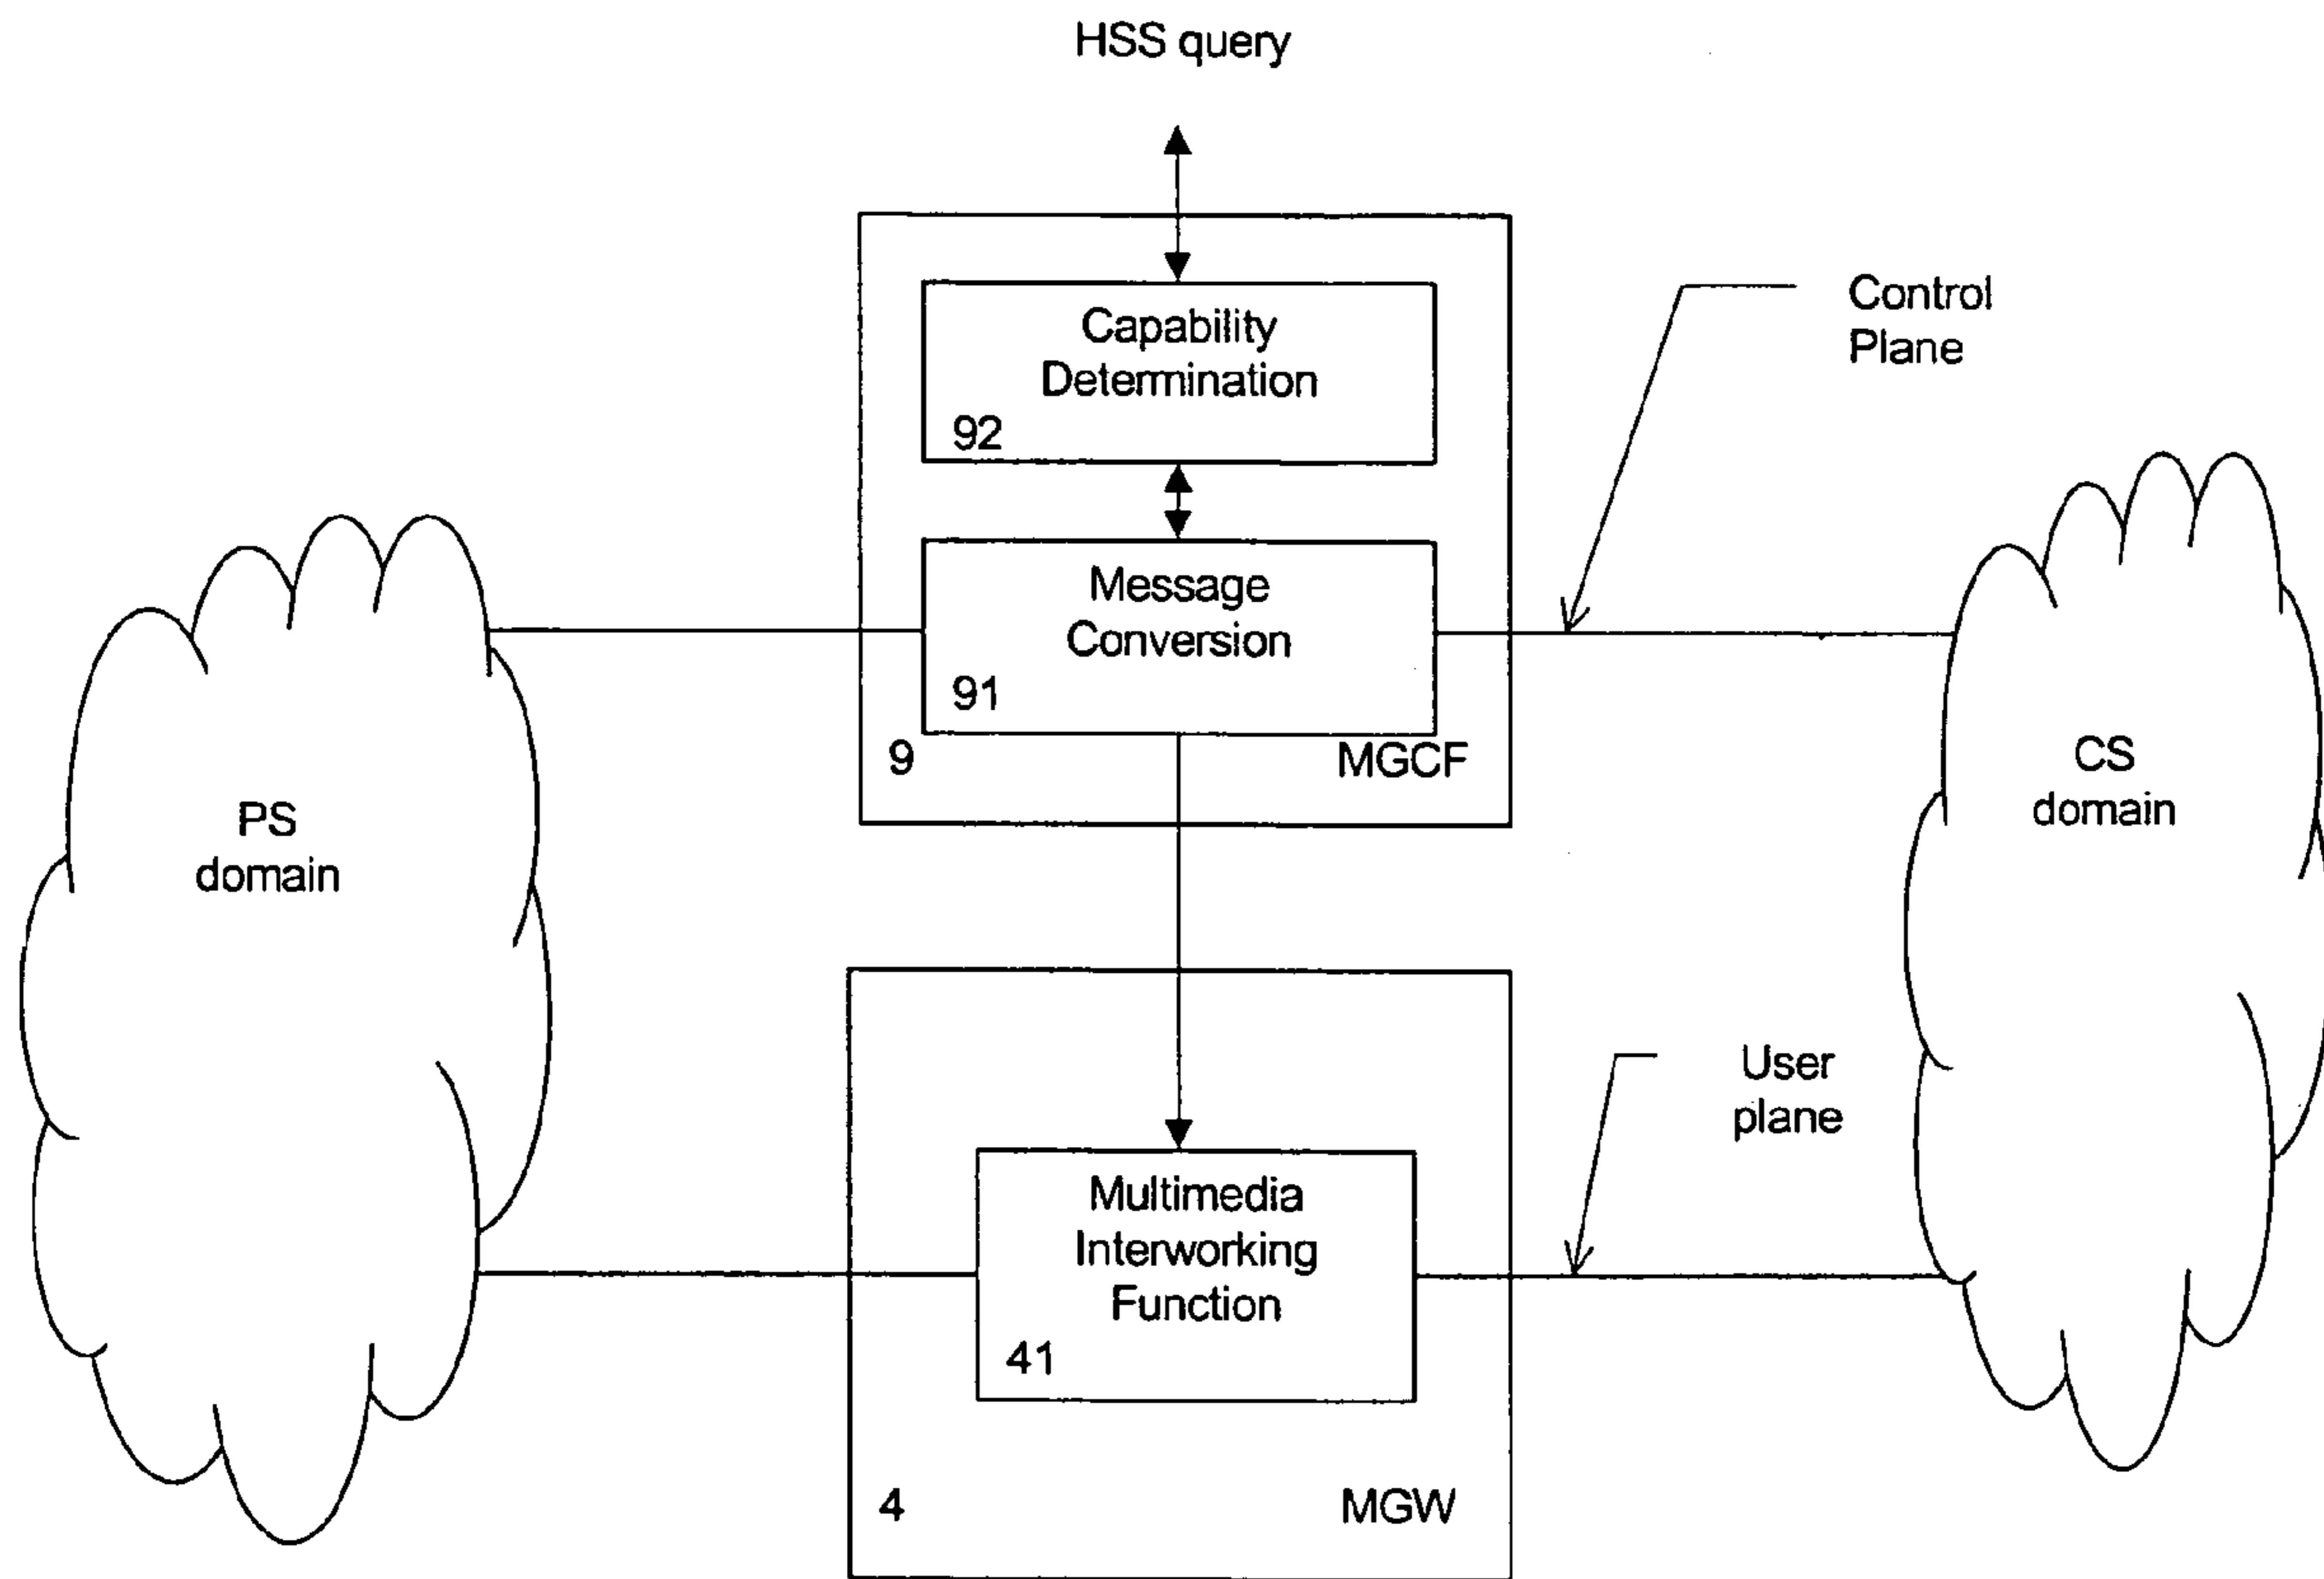 HSS query
Capability
Determination
92
Control
Plane
Message
Conversion
91
9
MGCF
PS
domain
CS
domain
User
plane
Multimedia
Interworking
Function
41
4
MGW